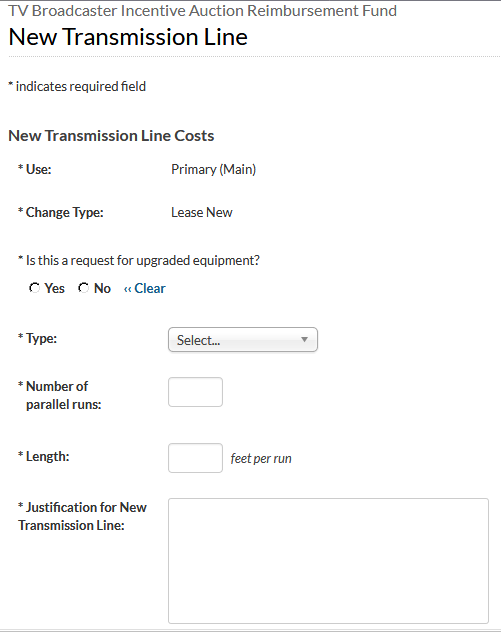 TV Broadcaster Incentive Auction Reimbursement Fund
New Transmission Line
* indicates required field
New Transmission Line Costs
* Use: Primary (Main)
* Change Type: Lease New
* Is this a request for upgraded equipment?
Yes No ‹‹ Clear
* Type: Select...
* Number of
parallel runs:
* Length: feet per run
* Justification for New
Transmission Line: